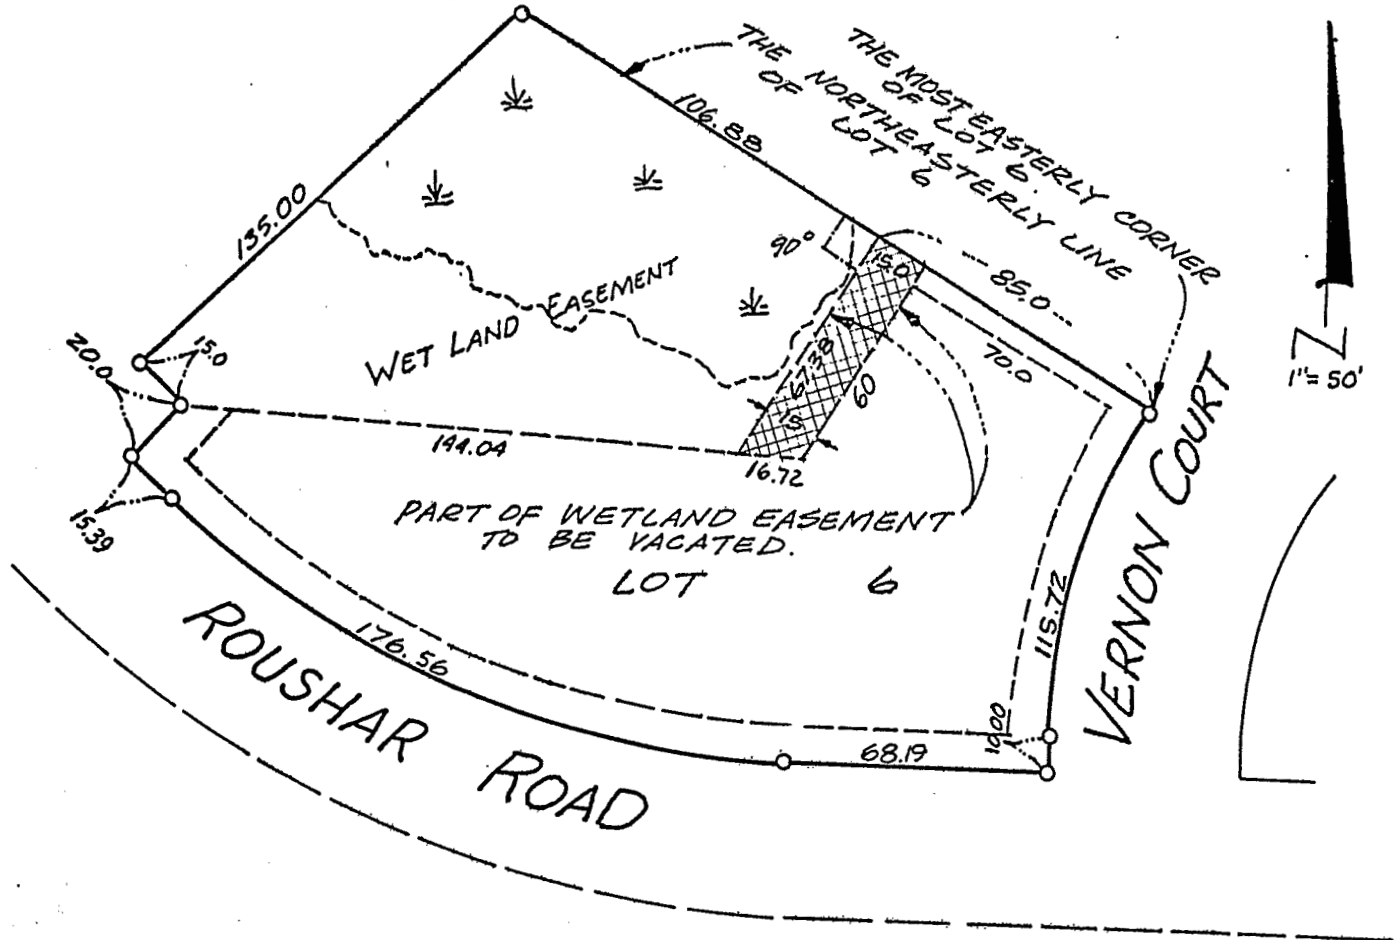 THE MOST EASTERLY CORNER
OF LOT 6.
THE NORTHEASTERLY LINE
OF LOT 6
106.88
135.00
90°
15.0
85.0
70.0
1"= 50'
Z
WET LAND EASEMENT
67.38
60
15
20.0
15.0
144.04
16.72
15.39
PART OF WETLAND EASEMENT
TO BE VACATED.
LOT 6
176.56
115.72
10.00
68.19
VERNON COURT
ROUSHAR ROAD